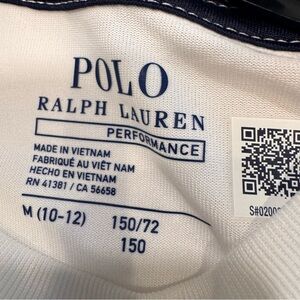 POLO
RALPH LAUREN
PERFORMANCE
MADE IN VIETNAM
FABRIQUÉ AU VIÊT NAM
HECHO EN VIETNAM
RN 41381 / CA 56658
M (10-12) 150/72
150